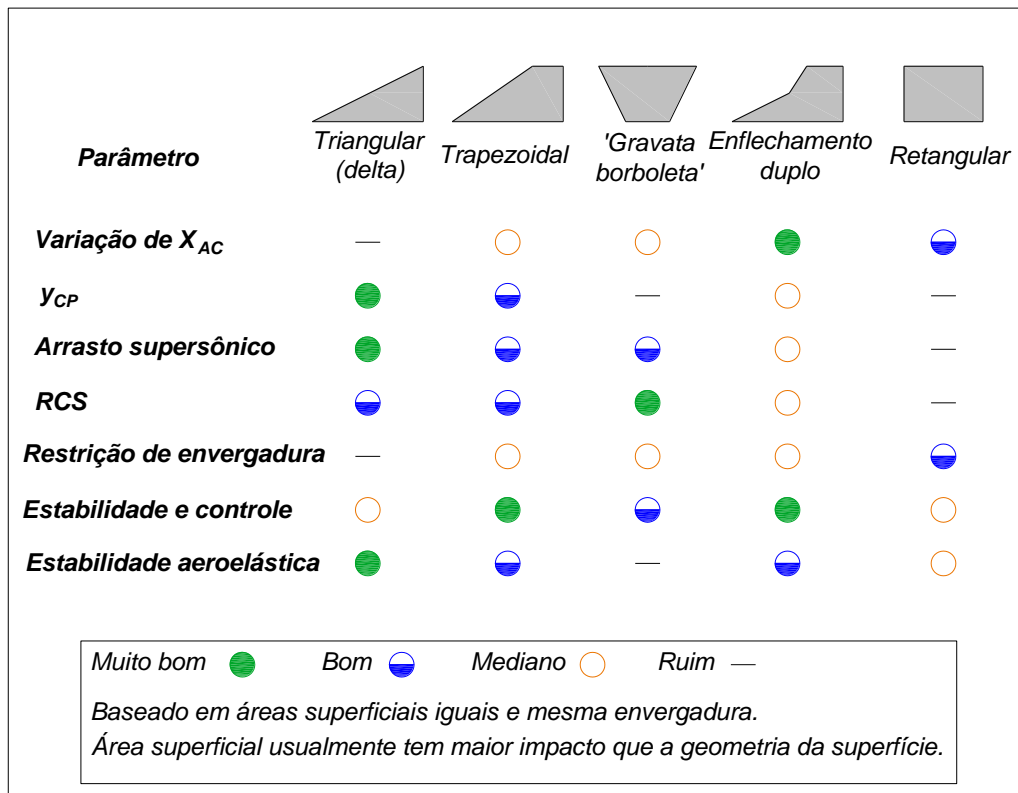 Parâmetro
Triangular
(delta)
Trapezoidal
'Gravata
borboleta'
Enflechamento
duplo
Retangular
Variação de X_AC
y_CP
Arrasto supersônico
RCS
Restrição de envergadura
Estabilidade e controle
Estabilidade aeroelástica
Muito bom Bom Mediano Ruim
Baseado em áreas superficiais iguais e mesma envergadura.
Área superficial usualmente tem maior impacto que a geometria da superfície.